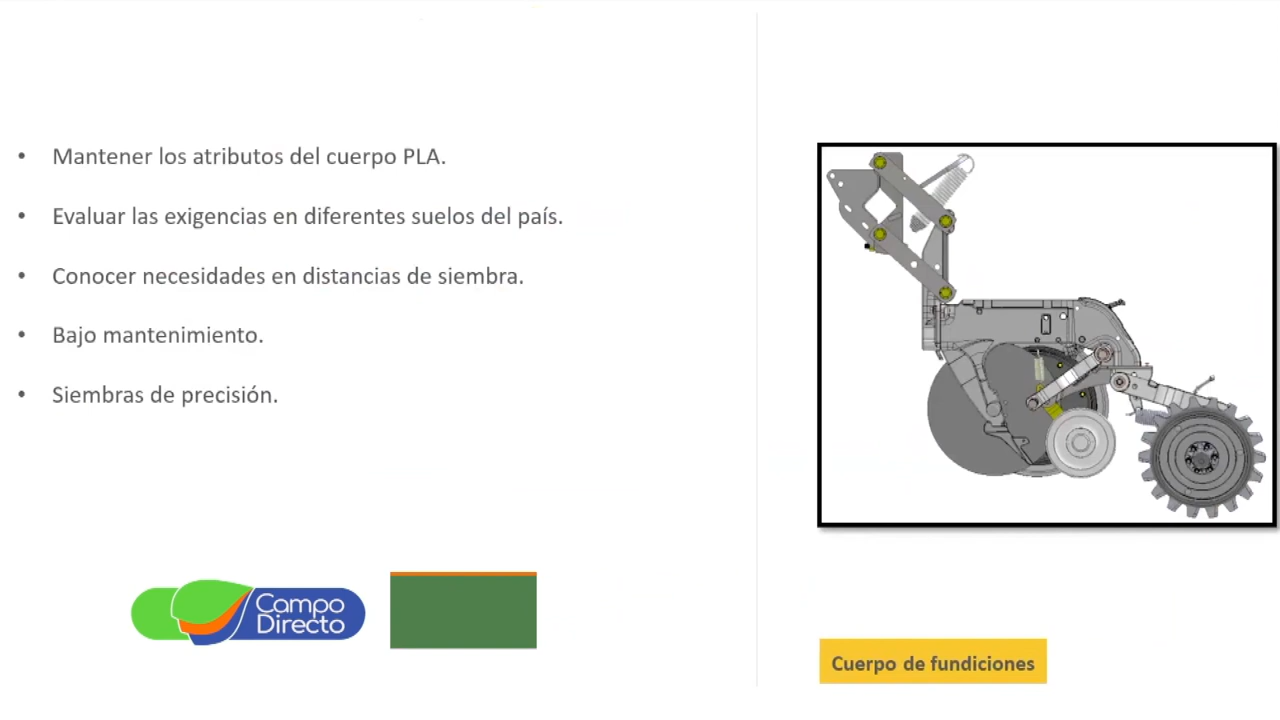 • Mantener los atributos del cuerpo PLA.
• Evaluar las exigencias en diferentes suelos del país.
• Conocer necesidades en distancias de siembra.
• Bajo mantenimiento.
• Siembras de precisión.
Campo
Directo
Cuerpo de fundiciones